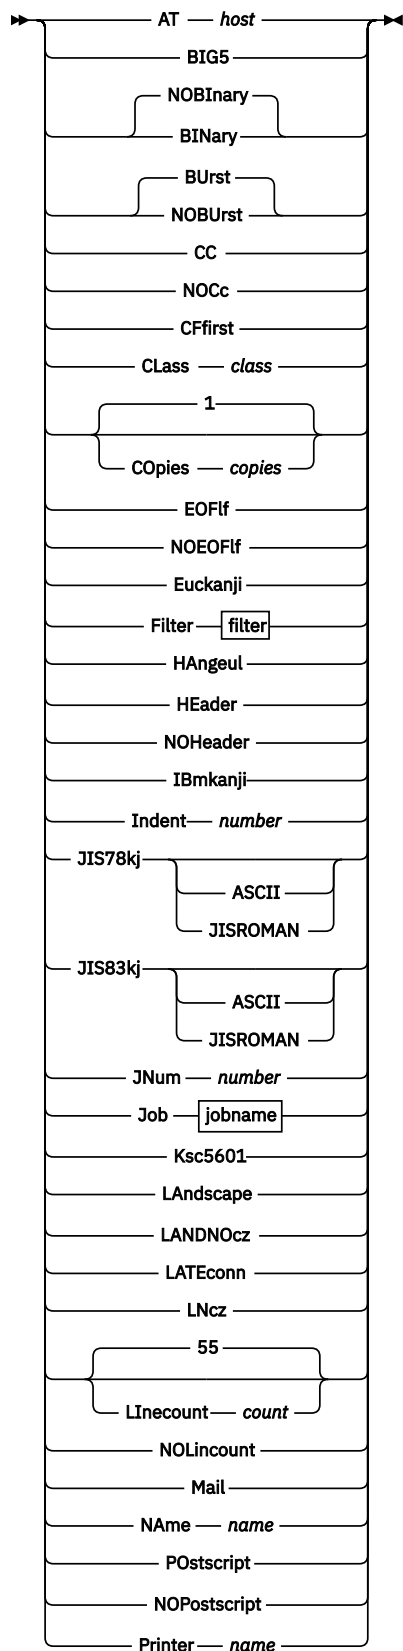 AT host
BIG5
NOBInary
BINary
BUrst
NOBUrst
CC
NOCc
CFfirst
CLass class
1
COpies copies
EOFlf
NOEOFlf
Euckanji
Filter filter
HAngeul
HEader
NOHeader
IBmkanji
Indent number
JIS78kj
ASCII
JISROMAN
JIS83kj
ASCII
JISROMAN
JNum number
Job jobname
Ksc5601
LAndscape
LANDNOcz
LATEconn
LNcz
55
LInecount count
NOLincount
Mail
NAme name
POstscript
NOPostscript
Printer name